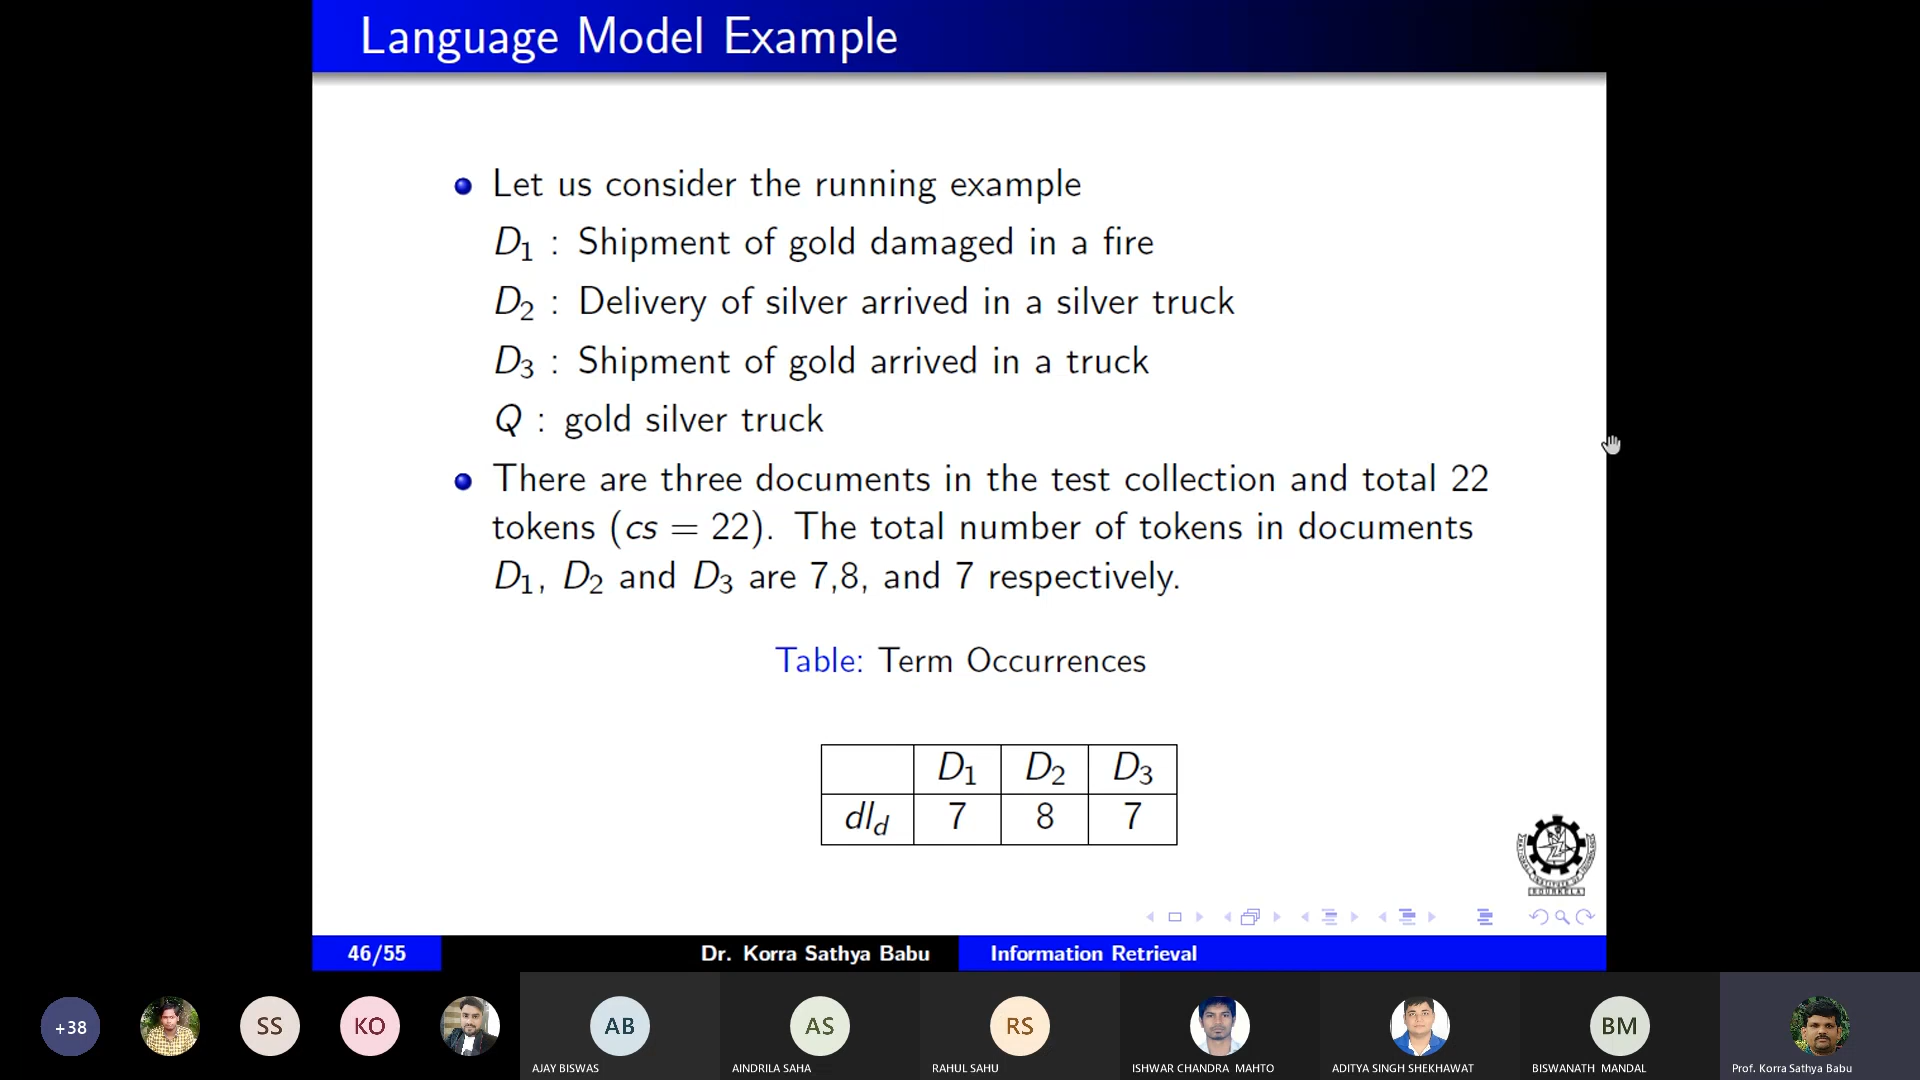 Language Model Example
Let us consider the running example
D1 : Shipment of gold damaged in a fire
D2 : Delivery of silver arrived in a silver truck
D3 : Shipment of gold arrived in a truck
Q : gold silver truck
There are three documents in the test collection and total 22
tokens (cs = 22). The total number of tokens in documents
D1, D2 and D3 are 7,8, and 7 respectively.
Table: Term Occurrences
D1 D2 D3
dld 7 8 7
46/55 Dr. Korra Sathya Babu Information Retrieval
+38 SS KO AB AS RS BM
AJAY BISWAS AINDRILA SAHA RAHUL SAHU ISHWAR CHANDRA MAHTO ADITYA SINGH SHEKHAWAT BISWANATH MANDAL Prof. Korra Sathya Babu